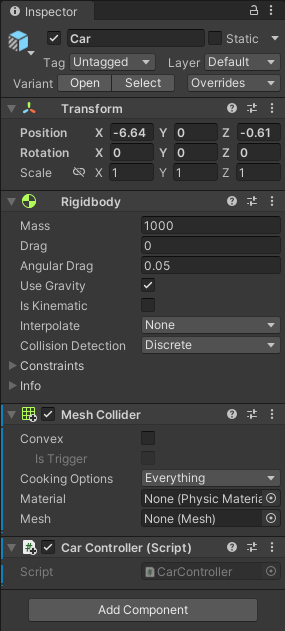 Inspector
Car
Static
Tag Untagged Layer Default
Variant Open Select Overrides
Transform
Position X -6.64 Y 0 Z -0.61
Rotation X 0 Y 0 Z 0
Scale X 1 Y 1 Z 1
Rigidbody
Mass 1000
Drag 0
Angular Drag 0.05
Use Gravity
Is Kinematic
Interpolate None
Collision Detection Discrete
Constraints
Info
Mesh Collider
Convex
Is Trigger
Cooking Options Everything
Material None (Physic Materia
Mesh None (Mesh)
Car Controller (Script)
Script CarController
Add Component